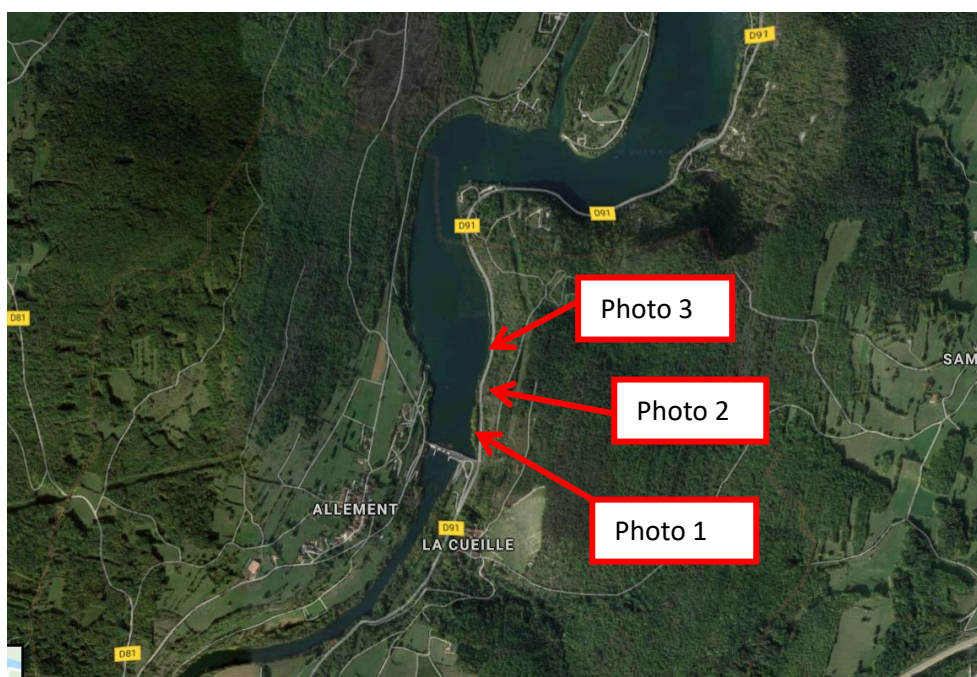 D91
D91
D91
Photo 3
D81
SAM
Photo 2
ALLEMENT
Photo 1
D91
LA CUEILLE
D81